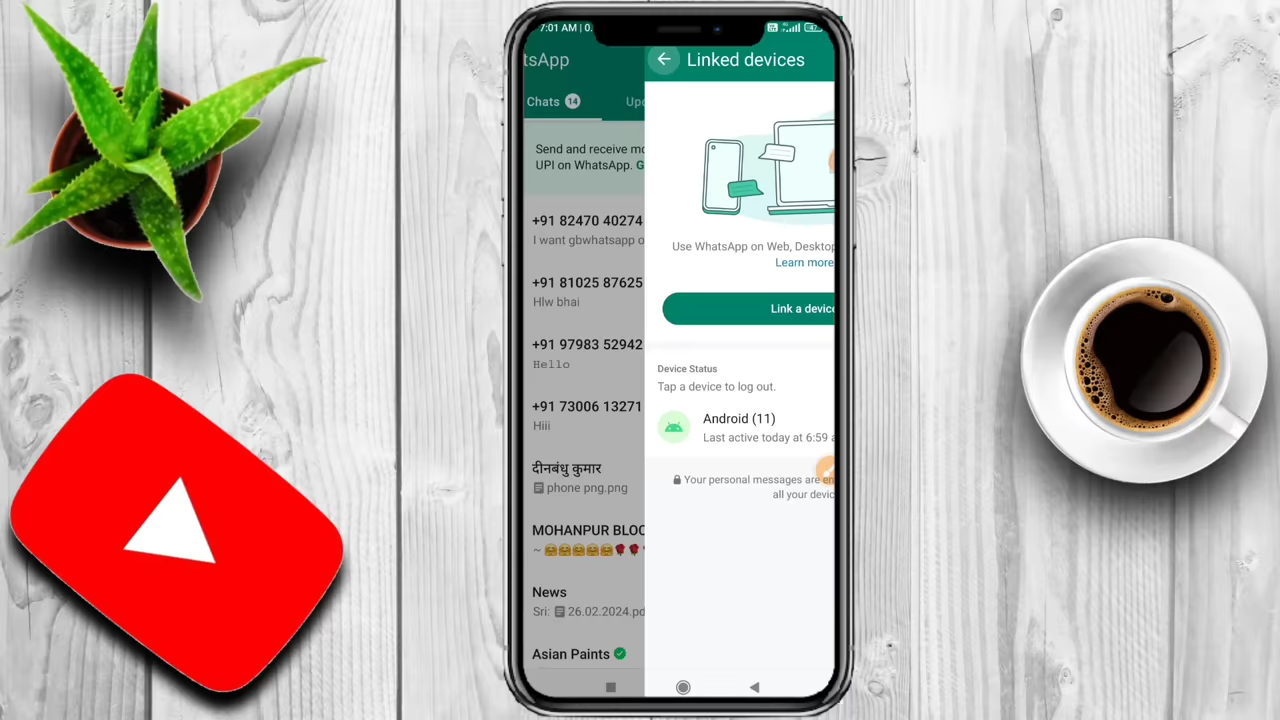 7:01 AM | 0.
tsApp
Chats 14
Upd
Send and receive mo
UPI on WhatsApp. G
+91 82470 40274
I want gbwhatsapp o
+91 81025 87625
Hlw bhai
+91 97983 52942
Hello
+91 73006 13271
Hiii
दीनबंधु कुमार
phone png.png
MOHANPUR BLOC
~
News
Sri: 26.02.2024.pd
Asian Paints
Linked devices
Use WhatsApp on Web, Desktop
Learn more
Link a device
Device Status
Tap a device to log out.
Android (11)
Last active today at 6:59 a
Your personal messages are en
all your devic